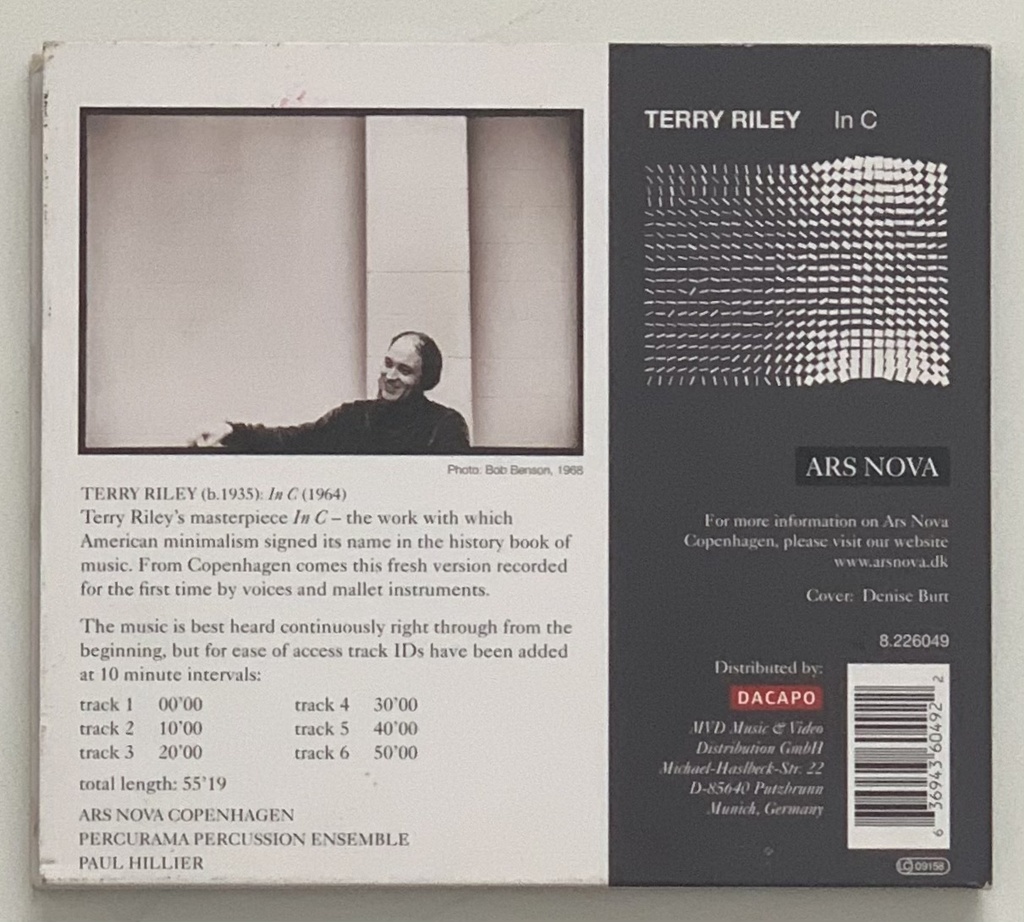 Photo: Bob Benson, 1968
TERRY RILEY (b.1935): In C (1964)
Terry Riley's masterpiece In C – the work with which
American minimalism signed its name in the history book of
music. From Copenhagen comes this fresh version recorded
for the first time by voices and mallet instruments.
The music is best heard continuously right through from the
beginning, but for ease of access track IDs have been added
at 10 minute intervals:
track 1 00'00 track 4 30'00
track 2 10'00 track 5 40'00
track 3 20'00 track 6 50'00
total length: 55'19
ARS NOVA COPENHAGEN
PERCURAMA PERCUSSION ENSEMBLE
PAUL HILLIER
TERRY RILEY In C
ARS NOVA
For more information on Ars Nova
Copenhagen, please visit our website
www.arsnova.dk
Cover: Denise Burt
8.226049
Distributed by:
DACAPO
MVD Music & Video
Distribution GmbH
Michael-Haslbeck-Str. 22
D-85640 Putzbrunn
Munich, Germany
6 36943 60492 2
LC 09158